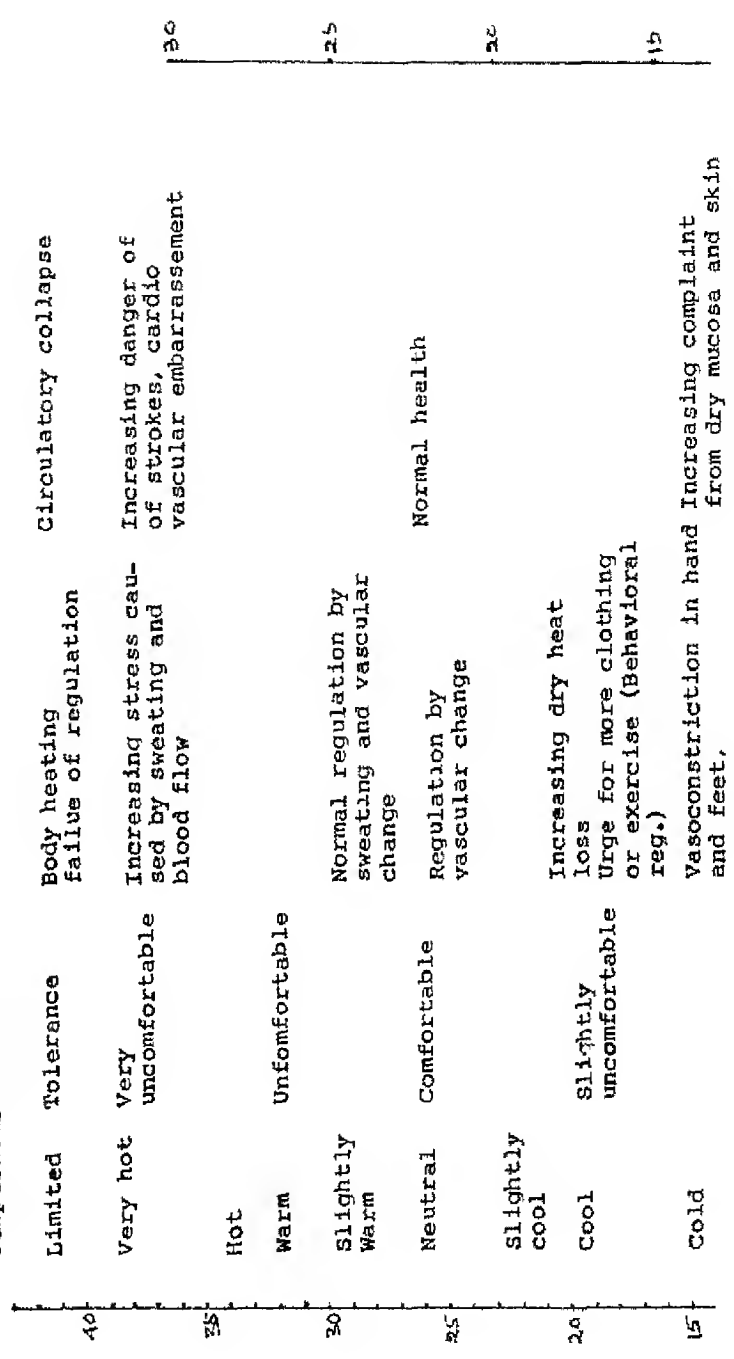 Limited Tolerance Body heating Circulatory collapse
failue of regulation
40
Very hot Very Increasing stress cau- Increasing danger of
uncomfortable sed by sweating and of strokes, cardio
blood flow vascular embarrassement
30
35
Hot
Warm Unfomfortable
30
Slightly Normal regulation by
Warm sweating and vascular
change
25
Neutral Comfortable Regulation by Normal health
vascular change
25
Slightly
cool
20
Increasing dry heat
loss
20
Cool Slightly Urge for more clothing
uncomfortable or exercise (Behavioral
reg.)
15
15
Cold Vasoconstriction in hand Increasing complaint
and feet, from dry mucosa and skin